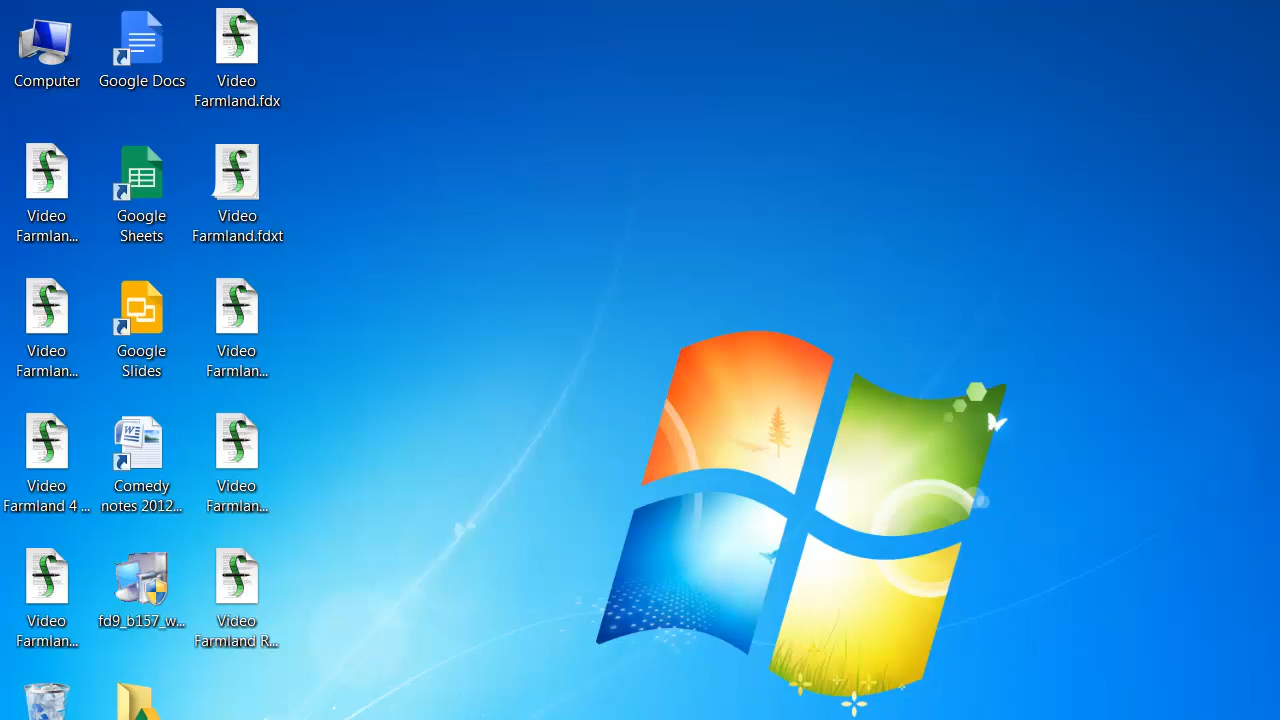 Computer
Google Docs
Video
Farmland.fdx
Video
Farmlan...
Google
Sheets
Video
Farmland.fdxt
Video
Farmlan...
Google
Slides
Video
Farmlan...
Video
Farmland 4 ...
Comedy
notes 2012...
Video
Farmlan...
Video
Farmlan...
fd9_b157_w...
Video
Farmland R...